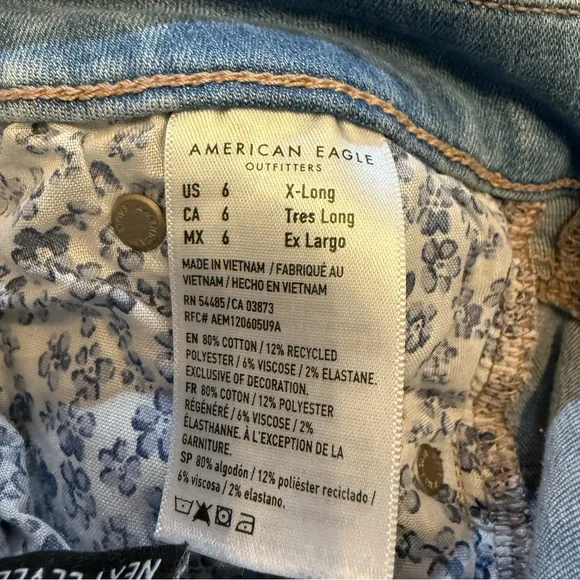 AMERICAN EAGLE
OUTFITTERS
US 6 X-Long
CA 6 Tres Long
MX 6 Ex Largo
MADE IN VIETNAM / FABRIQUÉ AU
VIETNAM / HECHO EN VIETNAM
RN 54485/CA 03873
RFC# AEM120605U9A
EN 80% COTTON / 12% RECYCLED
POLYESTER / 6% VISCOSE / 2% ELASTANE.
EXCLUSIVE OF DECORATION.
FR 80% COTON / 12% POLYESTER
RÉGÉNÉRÉ / 6% VISCOSE / 2%
ÉLASTHANNE. À L'EXCEPTION DE LA
GARNITURE.
SP 80% algodón / 12% poliéster reciclado /
6% viscosa / 2% elastano.
NEXT